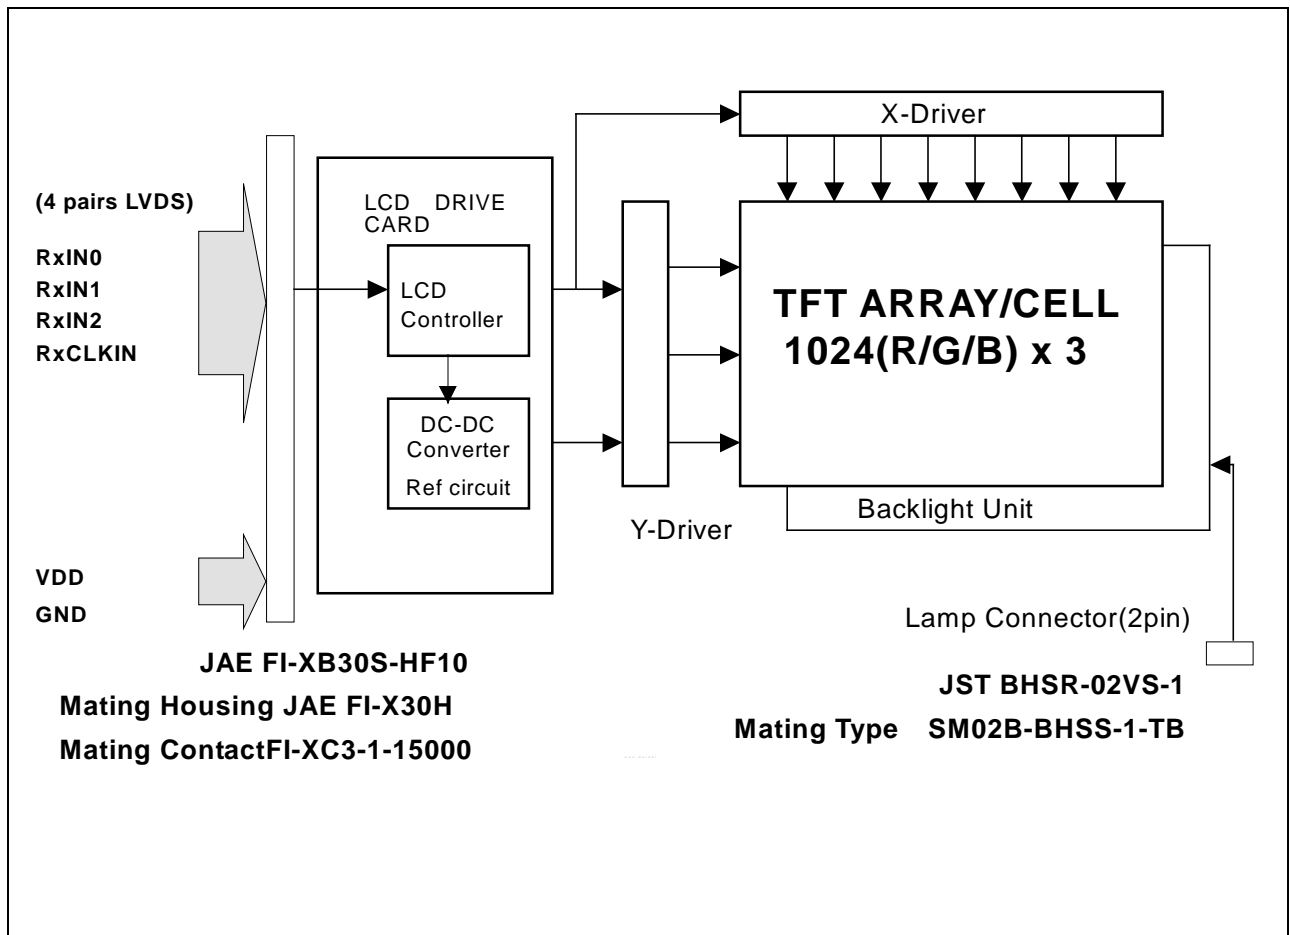 X-Driver
(4 pairs LVDS)
RxIN0
RxIN1
RxIN2
RxCLKIN
LCD DRIVE
CARD
LCD
Controller
DC-DC
Converter
Ref circuit
TFT ARRAY/CELL
1024(R/G/B) x 3
Backlight Unit
Y-Driver
VDD
GND
Lamp Connector(2pin)
JAE FI-XB30S-HF10
Mating Housing JAE FI-X30H
Mating ContactFI-XC3-1-15000
JST BHSR-02VS-1
Mating Type SM02B-BHSS-1-TB